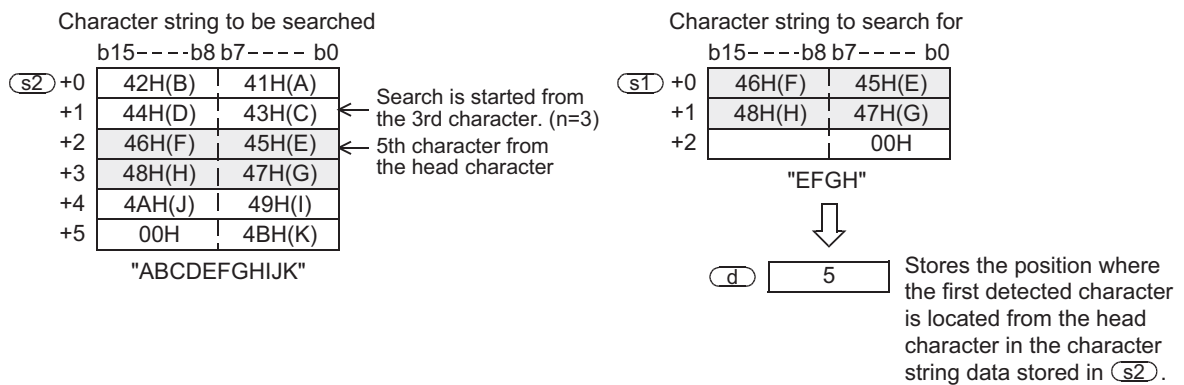 Character string to be searched
b15----b8 b7---- b0
s2 +0 42H(B) 41H(A)
+1 44H(D) 43H(C)
+2 46H(F) 45H(E)
+3 48H(H) 47H(G)
+4 4AH(J) 49H(I)
+5 00H 4BH(K)
"ABCDEFGHIJK"
Search is started from
the 3rd character. (n=3)
5th character from
the head character
Character string to search for
b15----b8 b7---- b0
s1 +0 46H(F) 45H(E)
+1 48H(H) 47H(G)
+2 00H
"EFGH"
d 5
Stores the position where
the first detected character
is located from the head
character in the character
string data stored in s2.